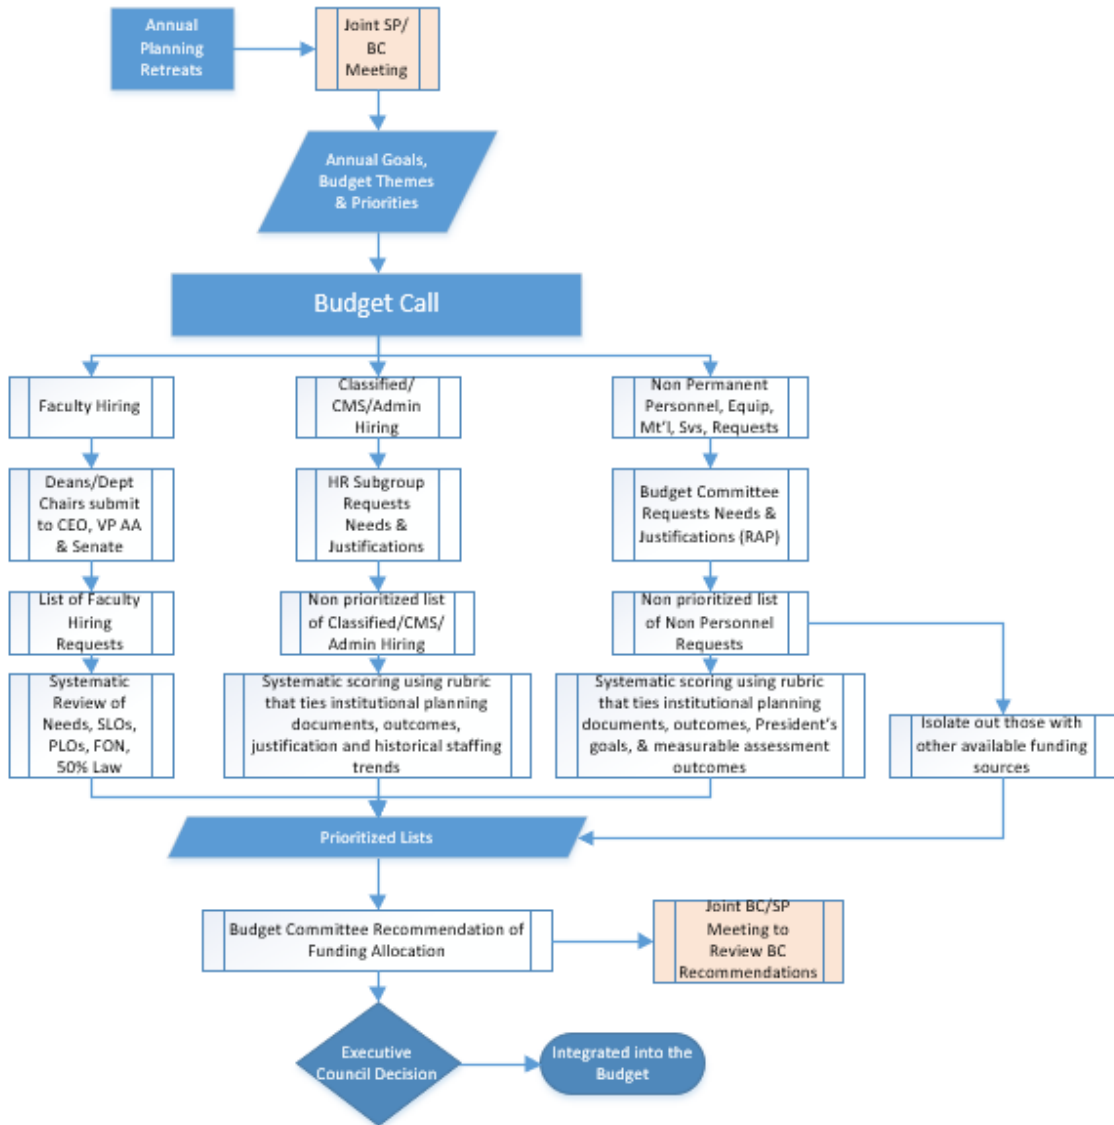 Annual
Planning
Retreats
Joint SP/
BC
Meeting
Annual Goals,
Budget Themes
& Priorities
Budget Call
Faculty Hiring
Classified/
CMS/Admin
Hiring
Non Permanent
Personnel, Equip,
Mt'l, Svs, Requests
Deans/Dept
Chairs submit
to CEO, VP AA
& Senate
HR Subgroup
Requests
Needs &
Justifications
Budget Committee
Requests Needs &
Justifications (RAP)
List of Faculty
Hiring
Requests
Non prioritized list
of Classified/CMS/
Admin Hiring
Non prioritized list
of Non Personnel
Requests
Systematic
Review of
Needs, SLOs,
PLOs, FON,
50% Law
Systematic scoring using rubric
that ties institutional planning
documents, outcomes,
justification and historical staffing
trends
Systematic scoring using rubric
that ties institutional planning
documents, outcomes, President's
goals, & measurable assessment
outcomes
Isolate out those with
other available funding
sources
Prioritized Lists
Budget Committee Recommendation of
Funding Allocation
Joint BC/SP
Meeting to
Review BC
Recommendations
Executive
Council Decision
Integrated into the
Budget